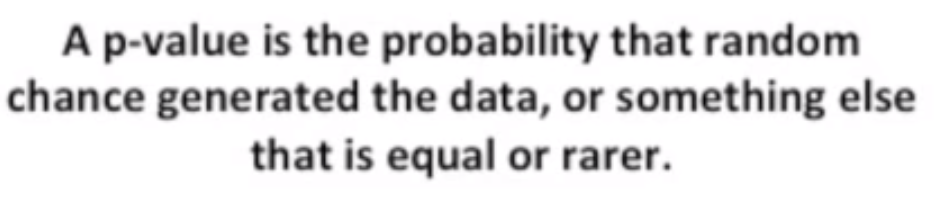 A p-value is the probability that random
chance generated the data, or something else
that is equal or rarer.